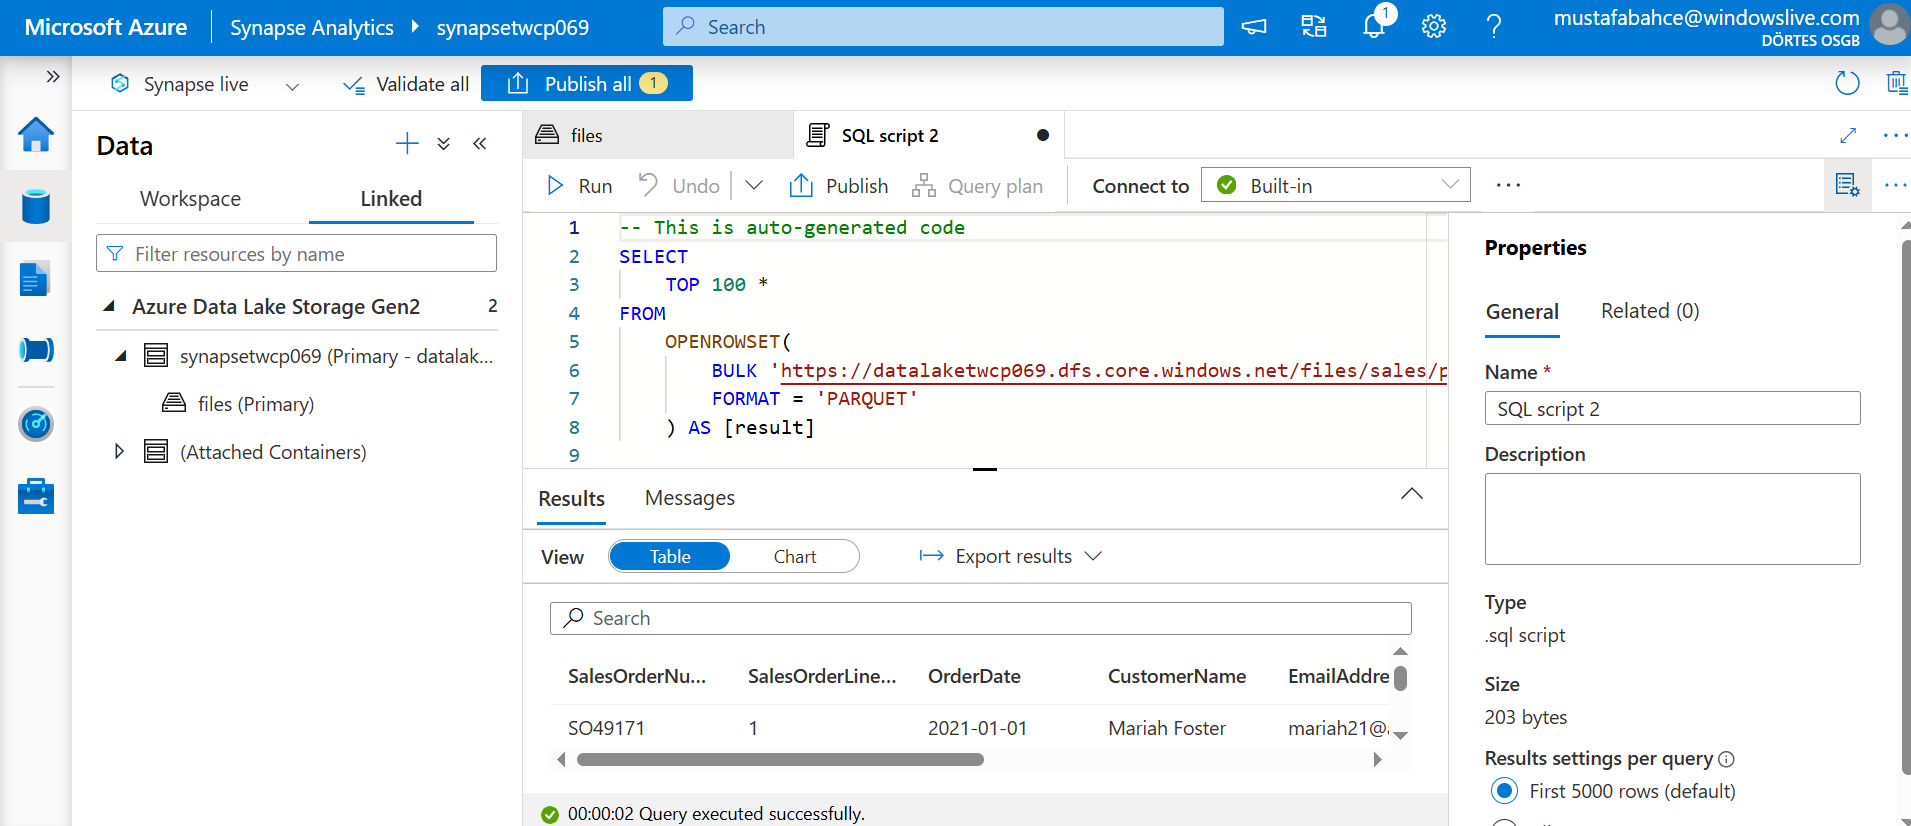 Microsoft Azure
Synapse Analytics
synapsetwcp069
Search
1
mustafabahce@windowslive.com
DÖRTES OSGB
Synapse live
Validate all
Publish all 1
Data
Workspace
Linked
Filter resources by name
Azure Data Lake Storage Gen2 2
synapsetwcp069 (Primary - datalak...
files (Primary)
(Attached Containers)
files
SQL script 2
Run
Undo
Publish
Query plan
Connect to
Built-in
1 -- This is auto-generated code
2 SELECT
3 TOP 100 *
4 FROM
5 OPENROWSET(
6 BULK 'https://datalaketwcp069.dfs.core.windows.net/files/sales/p
7 FORMAT = 'PARQUET'
8 ) AS [result]
9
Results
Messages
View
Table
Chart
Export results
Search
SalesOrderNu... SalesOrderLine... OrderDate CustomerName EmailAddre
SO49171 1 2021-01-01 Mariah Foster mariah21@
00:00:02 Query executed successfully.
Properties
General
Related (0)
Name *
SQL script 2
Description
Type
.sql script
Size
203 bytes
Results settings per query
First 5000 rows (default)